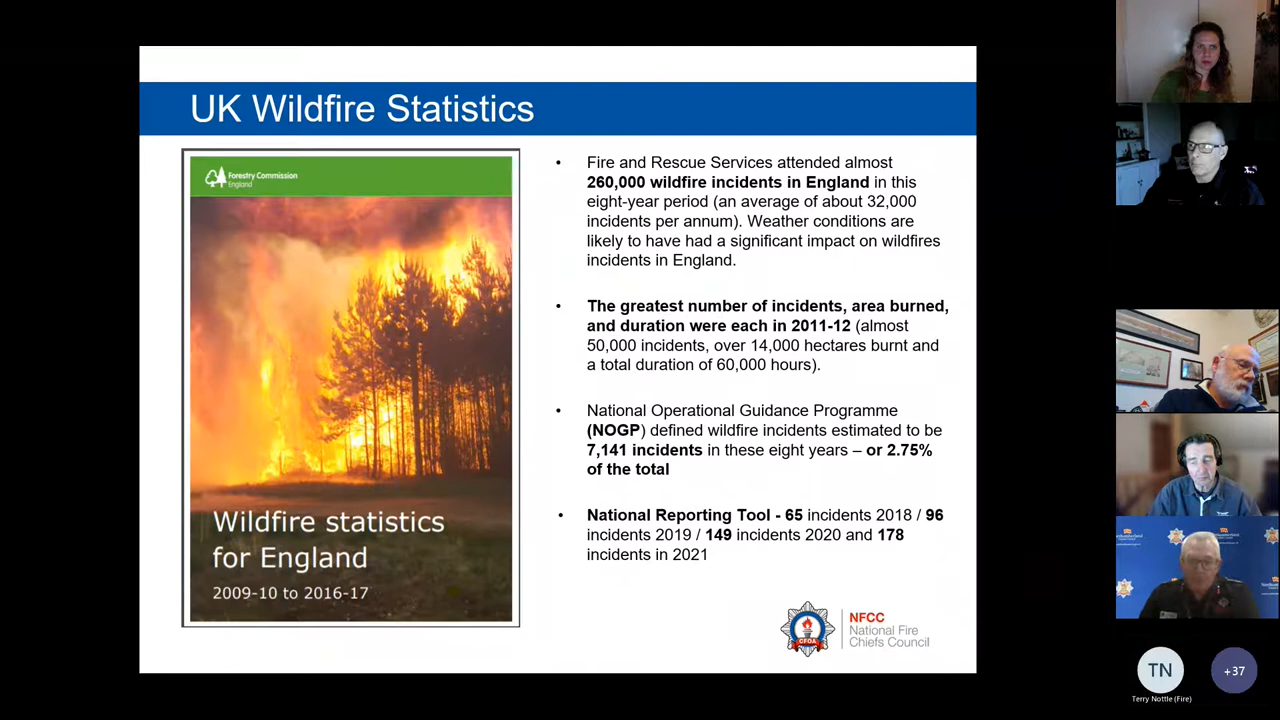 UK Wildfire Statistics
Forestry Commission
England
Wildfire statistics
for England
2009-10 to 2016-17
• Fire and Rescue Services attended almost
260,000 wildfire incidents in England in this
eight-year period (an average of about 32,000
incidents per annum). Weather conditions are
likely to have had a significant impact on wildfires
incidents in England.
• The greatest number of incidents, area burned,
and duration were each in 2011-12 (almost
50,000 incidents, over 14,000 hectares burnt and
a total duration of 60,000 hours).
• National Operational Guidance Programme
(NOGP) defined wildfire incidents estimated to be
7,141 incidents in these eight years – or 2.75%
of the total
• National Reporting Tool - 65 incidents 2018 / 96
incidents 2019 / 149 incidents 2020 and 178
incidents in 2021
CFOA
NFCC
National Fire
Chiefs Council
TN
Terry Nottle (Fire)
+37